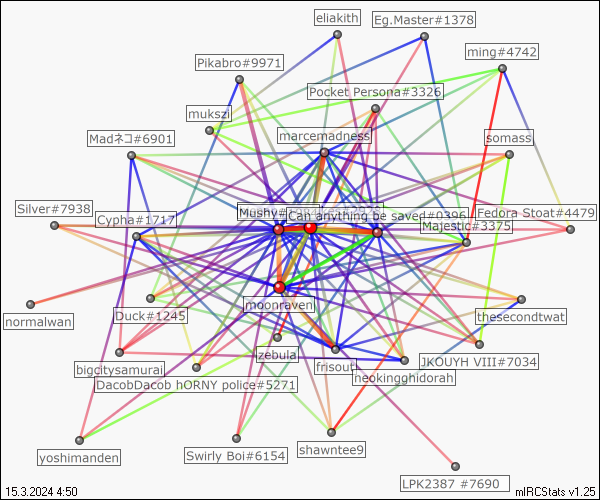 eliakith
Eg.Master#1378
ming#4742
Pikabro#9971
Pocket Persona#3326
mukszi
marcemadness
somassi
Madネコ#6901
Silver#7938
Cypha#1717
Mushy#
Can anything be saved#0396
Majestic#3375
Fedora Stoat#4479
moonraven
normalwan
Duck#1245
thesecondtwat
zebula
frisout
JKOUYH VIII#7034
bigcitysamurai
DacobDacob hORNY police#5271
neokingghidorah
yoshimanden
Swirly Boi#6154
shawntee9
LPK2387 #7690
15.3.2024 4:50
mIRCStats v1.25